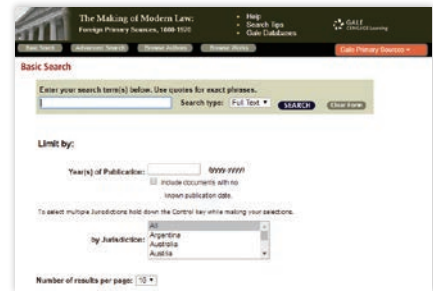 The Making of Modern Law:
Foreign Primary Sources, 1600-1970
• Help
• Search Tips
• Gale Databases
GALE
CENGAGE Learning
Basic Search
Advanced Search
Browse Authors
Browse Works
Gale Primary Sources
Basic Search
Enter your search term(s) below. Use quotes for exact phrases.
Search type: Full Text
SEARCH
Clear Form
Limit by:
Year(s) of Publication:
(yyyy-yyyy)
Include documents with no
known publication date.
To select multiple Jurisdictions hold down the Control key while making your selections.
by Jurisdiction:
All
Argentina
Australia
Austria
Number of results per page: 10